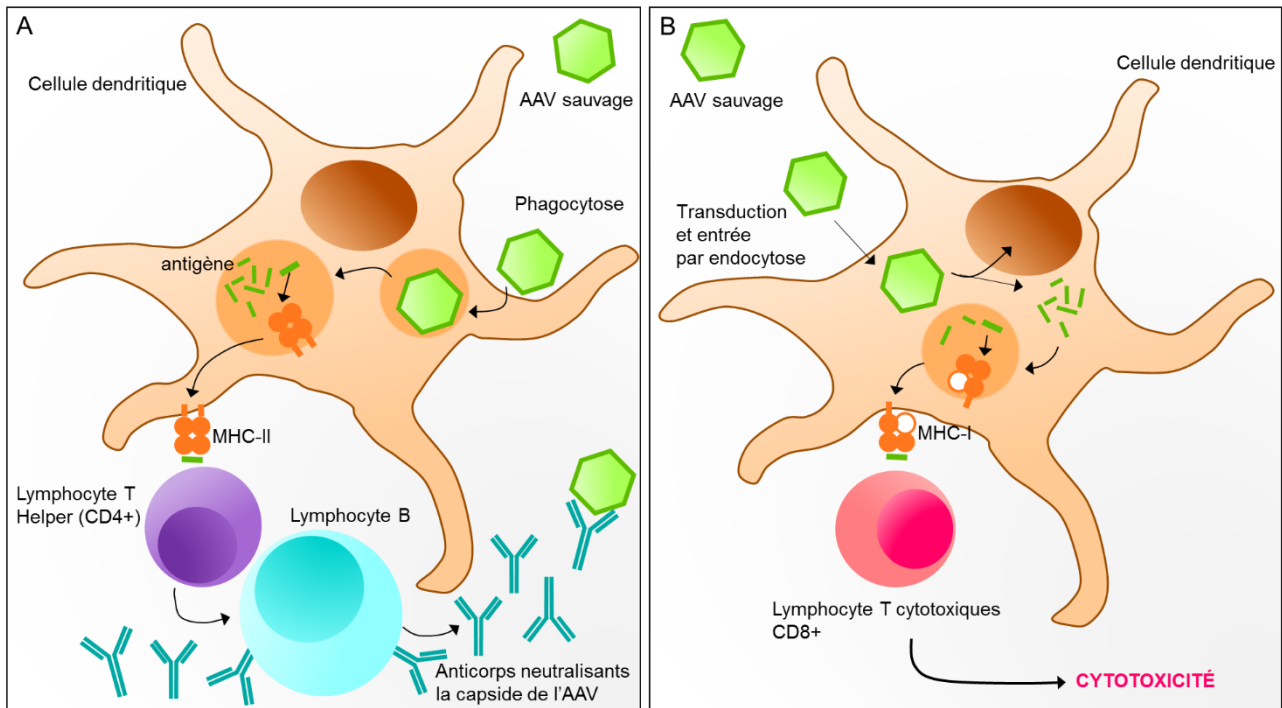 A
Cellule dendritique
AAV sauvage
Phagocytose
antigène
MHC-II
Lymphocyte T
Helper (CD4+)
Lymphocyte B
Anticorps neutralisants
la capside de l'AAV
B
AAV sauvage
Cellule dendritique
Transduction
et entrée
par endocytose
MHC-I
Lymphocyte T cytotoxiques
CD8+
CYTOTOXICITÉ